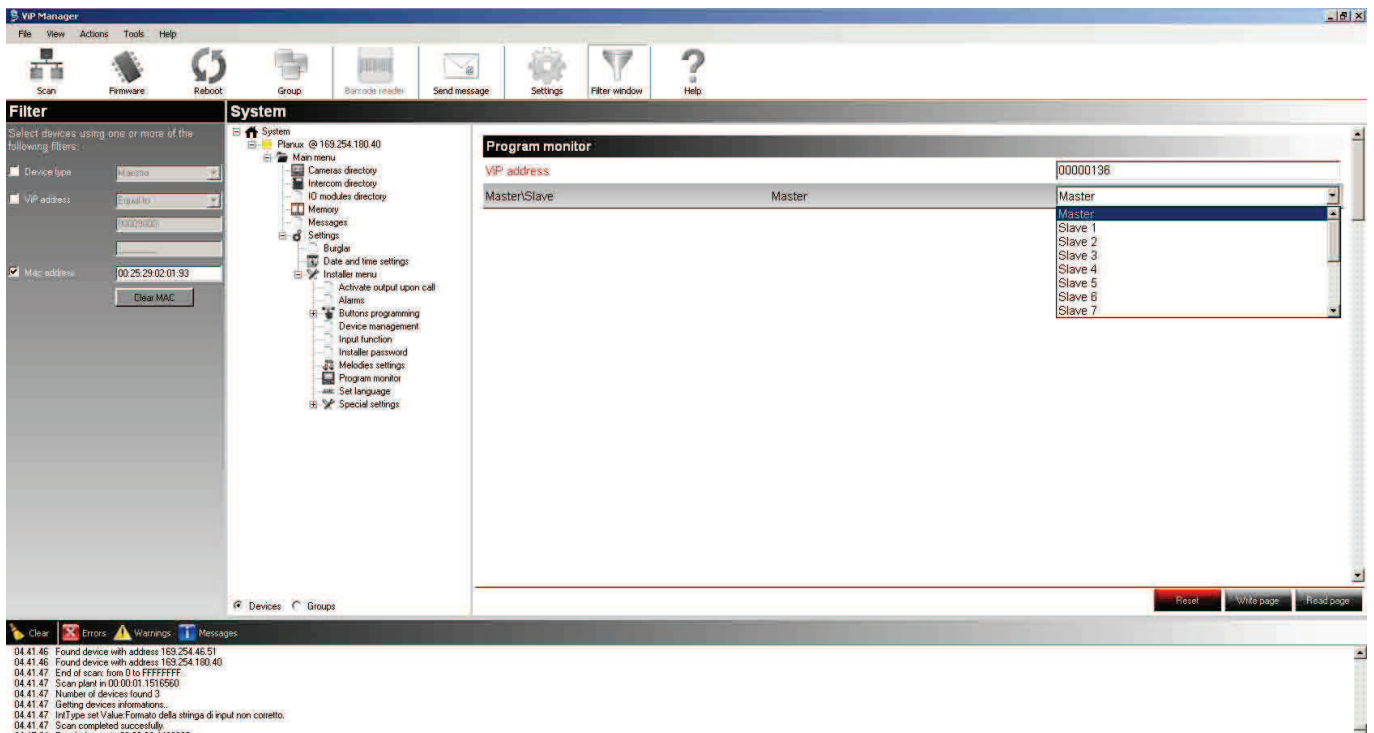 ViP Manager
File View Actions Tools Help
Scan Firmware Reboot Group Barcode reader Send message Settings Filter window Help
Filter
Select devices using one or more of the
following filters:
Device type Maestro
ViP address Equal to
00009000
Mac address 00:25:29:02:01:93
Clear MAC
System
System
Planux @ 169.254.180.40
Main menu
Cameras directory
Intercom directory
IO modules directory
Memory
Messages
Settings
Burglar
Date and time settings
Installer menu
Activate output upon call
Alarms
Buttons programming
Device management
Input function
Installer password
Melodies settings
Program monitor
Set language
Special settings
Devices Groups
Program monitor
ViP address 00000136
Master\Slave Master Master
Master
Slave 1
Slave 2
Slave 3
Slave 4
Slave 5
Slave 6
Slave 7
Reset Write page Read page
Clear Errors Warnings Messages
04.41.46 Found device with address 169.254.46.51
04.41.46 Found device with address 169.254.180.40
04.41.47 End of scan: from 0 to FFFFFFFF
04.41.47 Scan plant in 00:00:01.1516560
04.41.47 Number of devices found 3
04.41.47 Getting devices informations..
04.41.47 IntType set Value:Formato della stringa di input non corretto.
04.41.47 Scan completed succesfully.